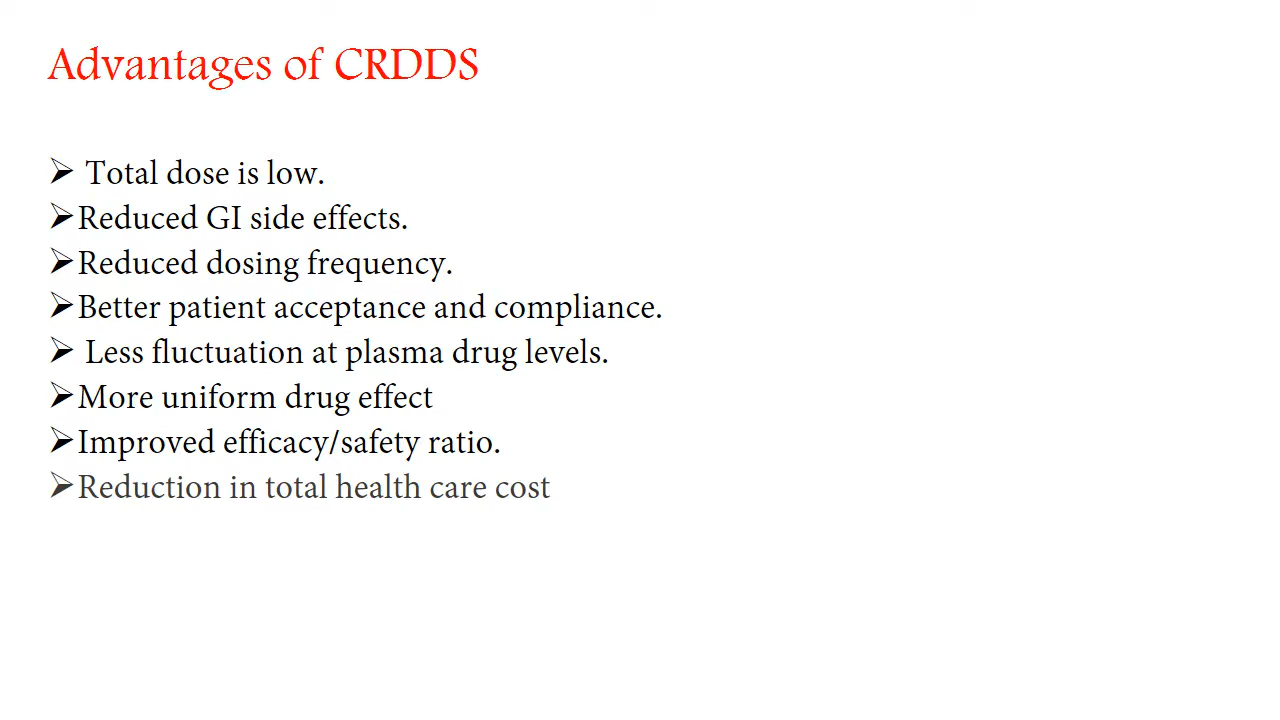 Advantages of CRDDS
➢ Total dose is low.
➢Reduced GI side effects.
➢Reduced dosing frequency.
➢Better patient acceptance and compliance.
➢ Less fluctuation at plasma drug levels.
➢More uniform drug effect
➢Improved efficacy/safety ratio.
➢Reduction in total health care cost